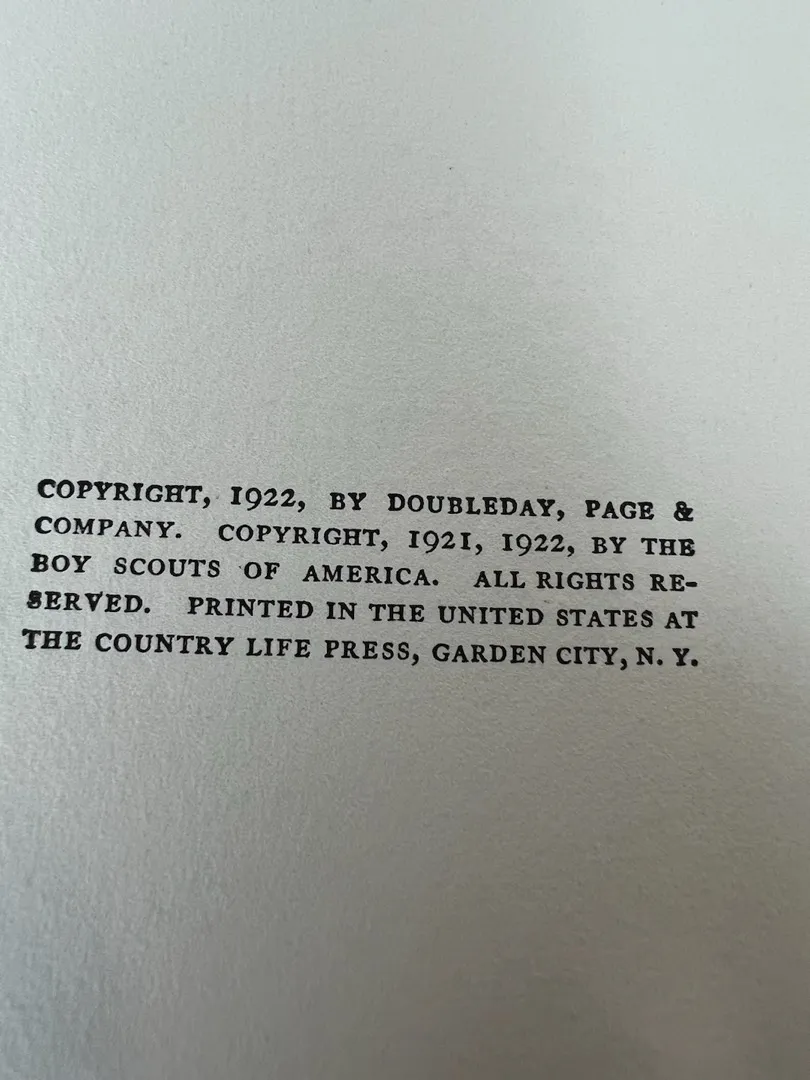 COPYRIGHT, 1922, BY DOUBLEDAY, PAGE &
COMPANY. COPYRIGHT, 1921, 1922, BY THE
BOY SCOUTS OF AMERICA. ALL RIGHTS RE-
SERVED. PRINTED IN THE UNITED STATES AT
THE COUNTRY LIFE PRESS, GARDEN CITY, N. Y.